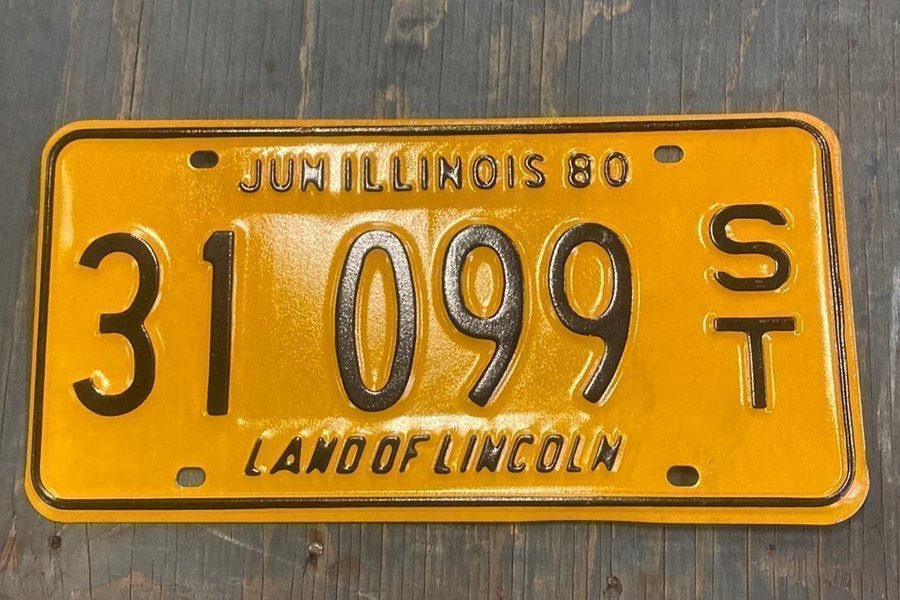 JUN ILLINOIS 80
31 099 ST
LAND OF LINCOLN